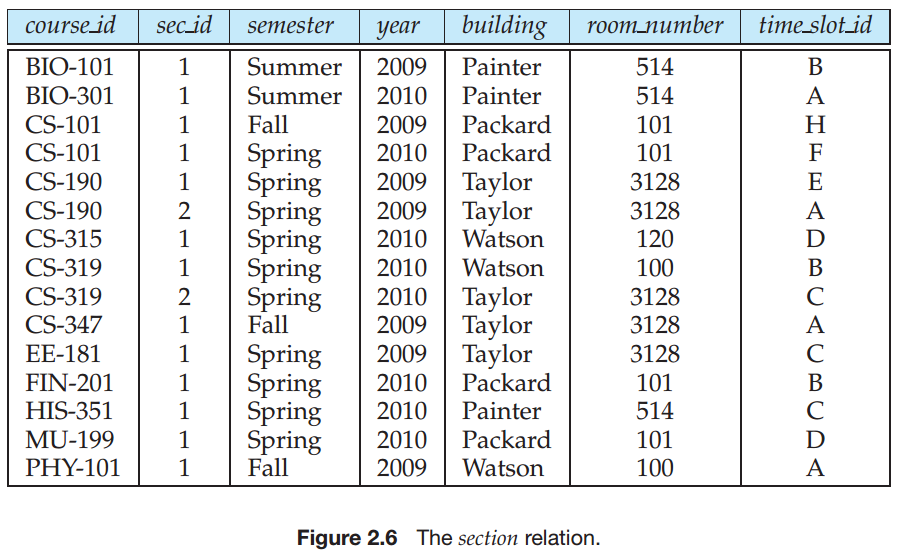 course_id sec_id semester year building room_number time_slot_id
BIO-101 1 Summer 2009 Painter 514 B
BIO-301 1 Summer 2010 Painter 514 A
CS-101 1 Fall 2009 Packard 101 H
CS-101 1 Spring 2010 Packard 101 F
CS-190 1 Spring 2009 Taylor 3128 E
CS-190 2 Spring 2009 Taylor 3128 A
CS-315 1 Spring 2010 Watson 120 D
CS-319 1 Spring 2010 Watson 100 B
CS-319 2 Spring 2010 Taylor 3128 C
CS-347 1 Fall 2009 Taylor 3128 A
EE-181 1 Spring 2009 Taylor 3128 C
FIN-201 1 Spring 2010 Packard 101 B
HIS-351 1 Spring 2010 Painter 514 C
MU-199 1 Spring 2010 Packard 101 D
PHY-101 1 Fall 2009 Watson 100 A
Figure 2.6 The section relation.